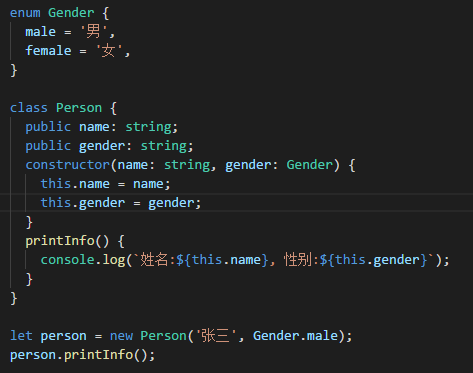 enum Gender {
  male = '男',
  female = '女',
}

class Person {
  public name: string;
  public gender: string;
  constructor(name: string, gender: Gender) {
    this.name = name;
    this.gender = gender;
  }
  printInfo() {
    console.log(`姓名:${this.name}, 性别:${this.gender}`);
  }
}

let person = new Person('张三', Gender.male);
person.printInfo();